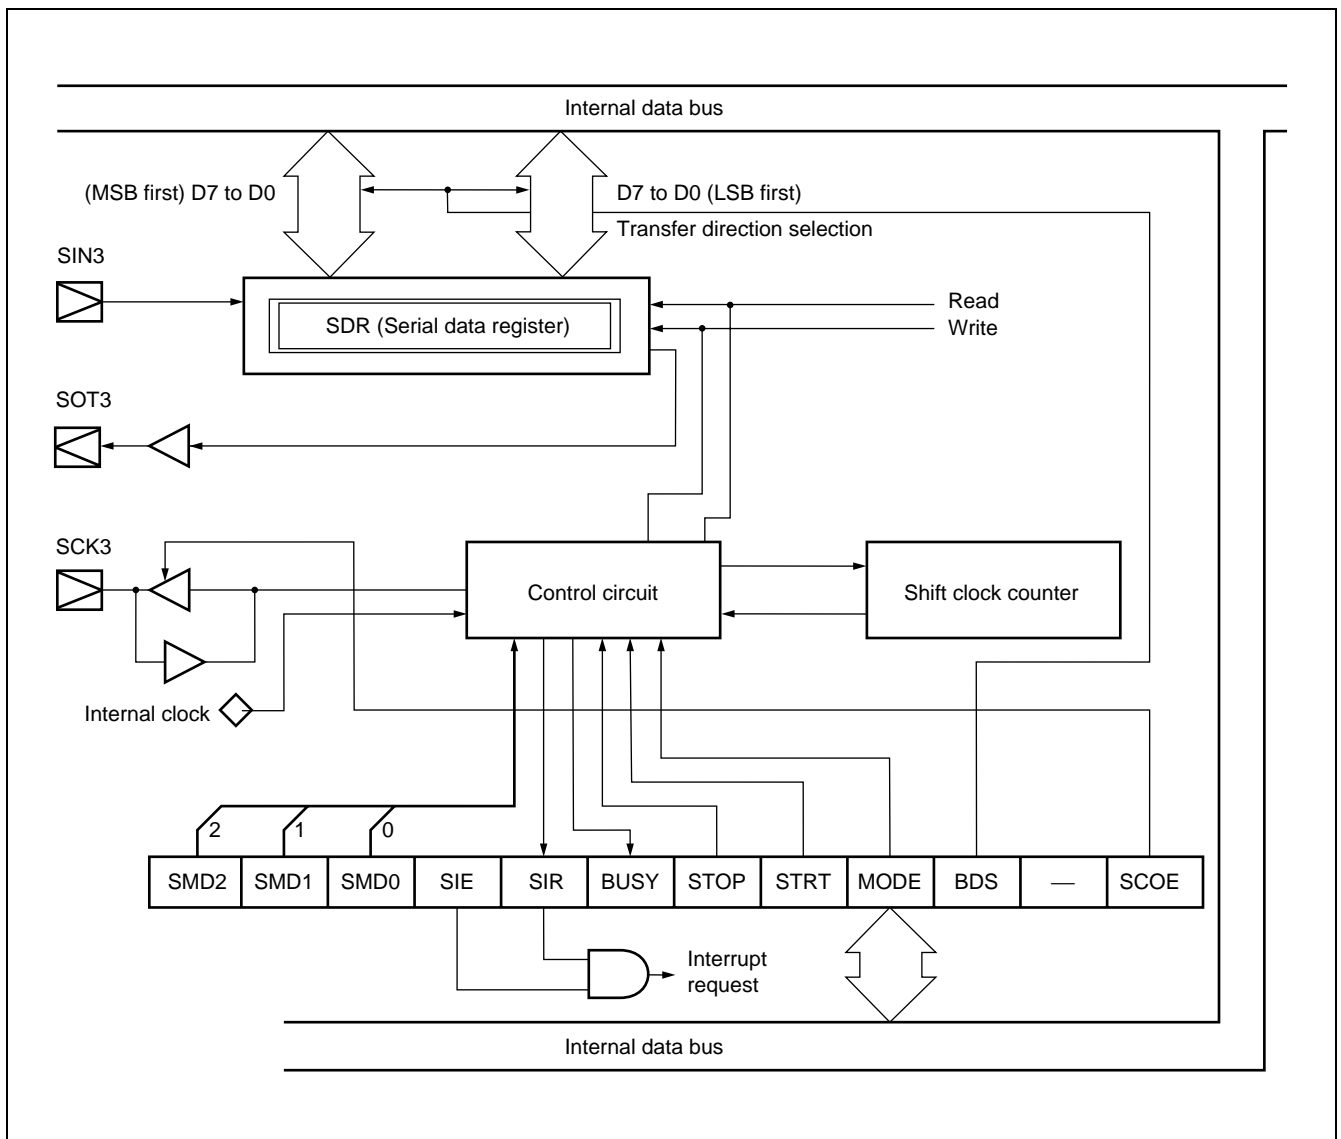 Internal data bus
(MSB first) D7 to D0
D7 to D0 (LSB first)
Transfer direction selection
SIN3
SDR (Serial data register)
Read
Write
SOT3
SCK3
Control circuit
Shift clock counter
Internal clock
2
1
0
SMD2 SMD1 SMD0 SIE SIR BUSY STOP STRT MODE BDS — SCOE
Interrupt
request
Internal data bus